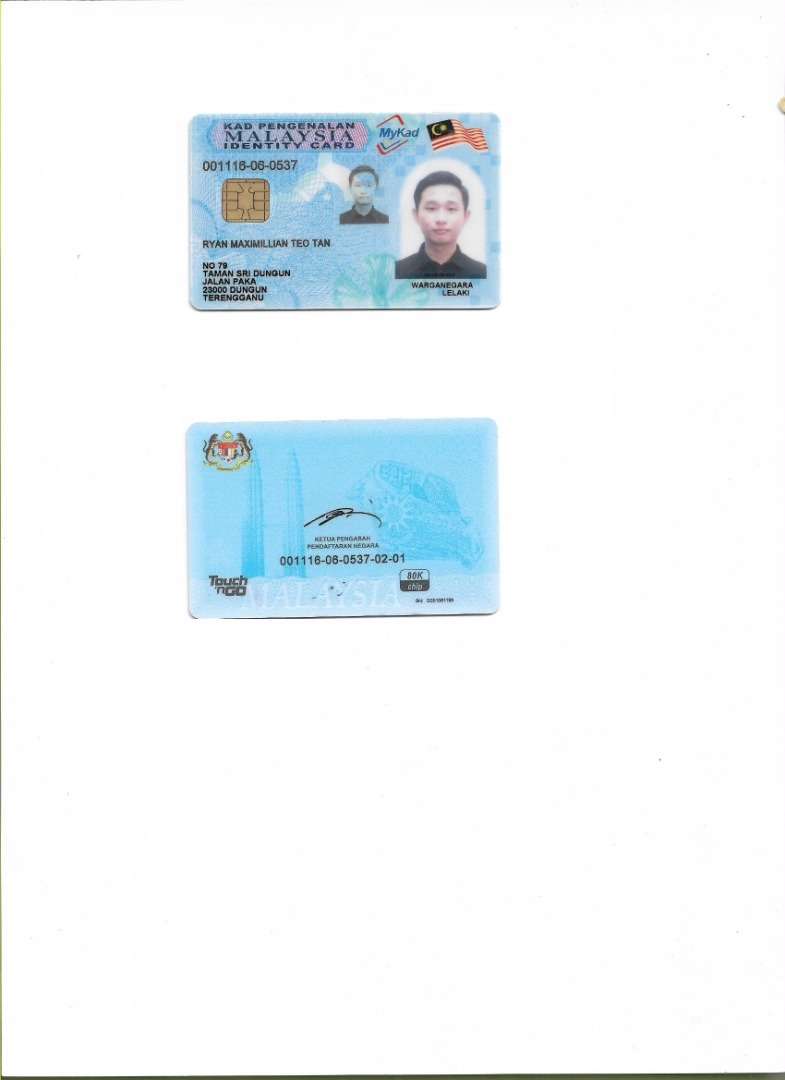 KAD PENGENALAN
MALAYSIA
IDENTITY CARD
MyKad
001116-06-0537
RYAN MAXIMILLIAN TEO TAN
NO 79
TAMAN SRI DUNGUN
JALAN PAKA
23000 DUNGUN
TERENGGANU
WARGANEGARA
LELAKI
KETUA PENGARAH
PENDAFTARAN NEGARA
001116-06-0537-02-01
Touch
'nGO
80K
chip
MALAYSIA